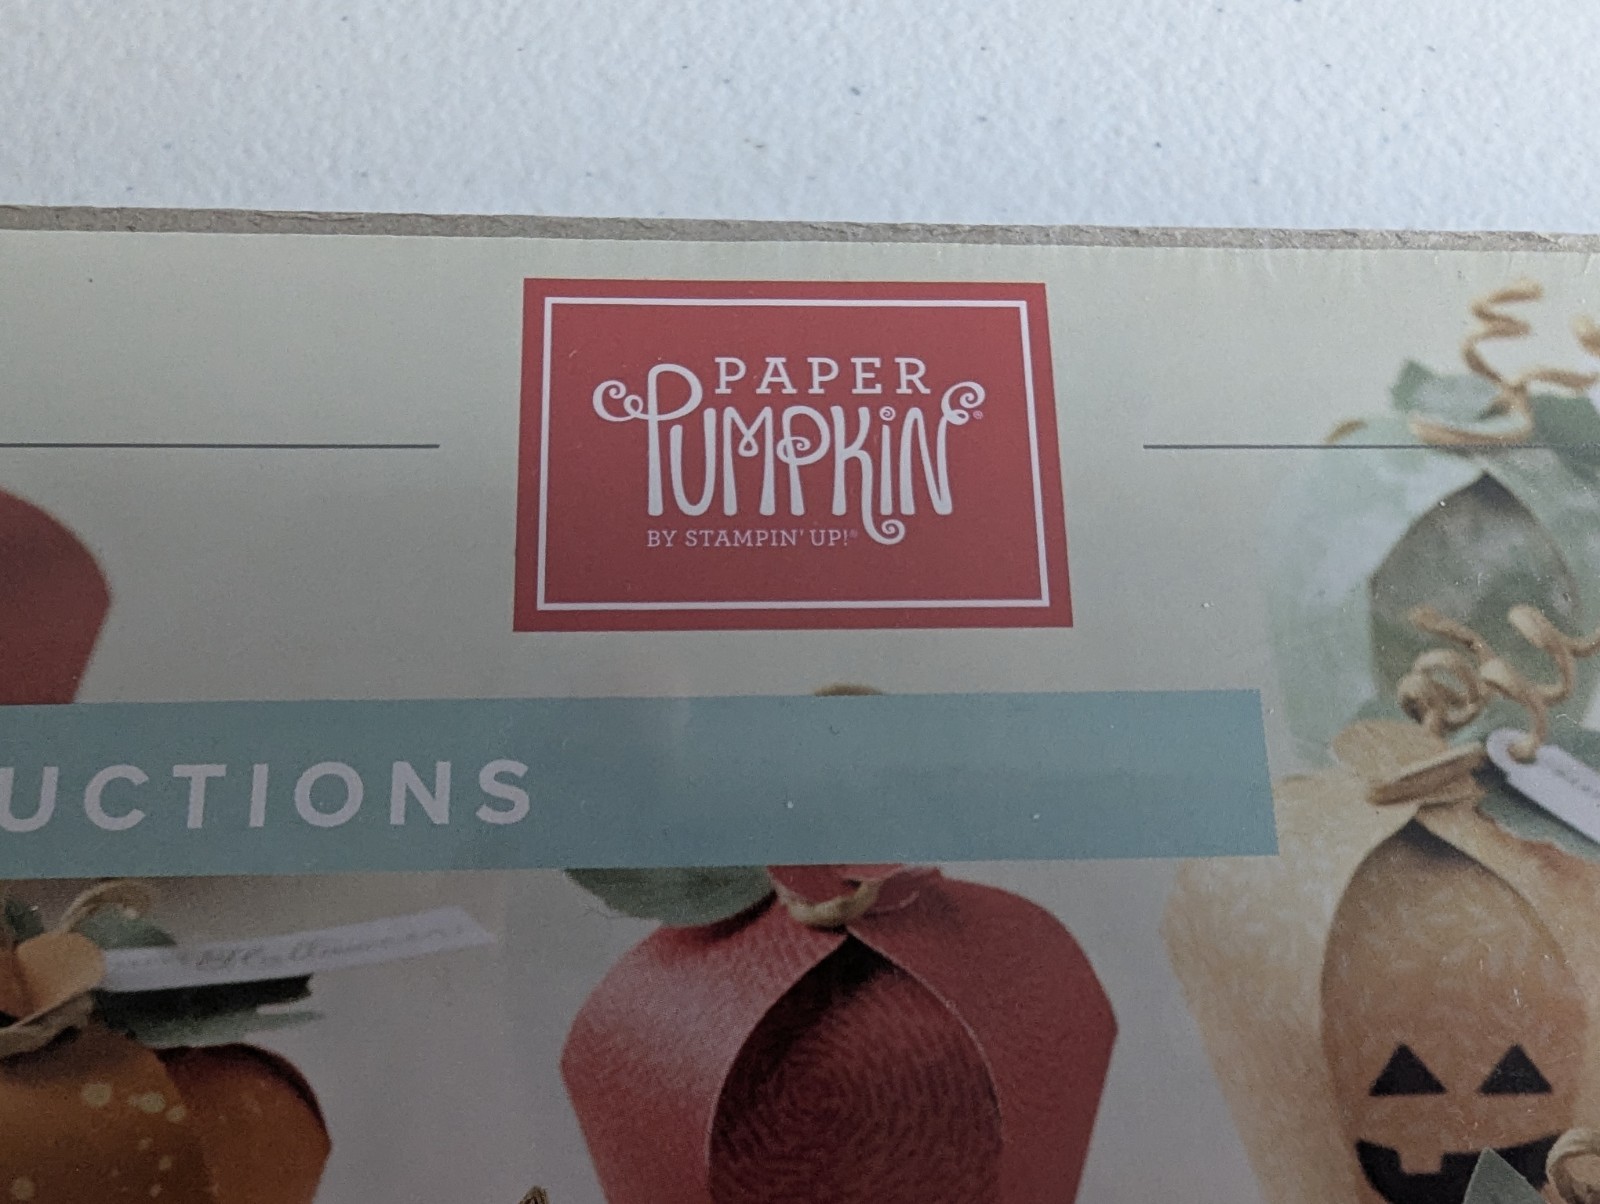 PAPER
PUMPKIN®
BY STAMPIN' UP!®
UCTIONS